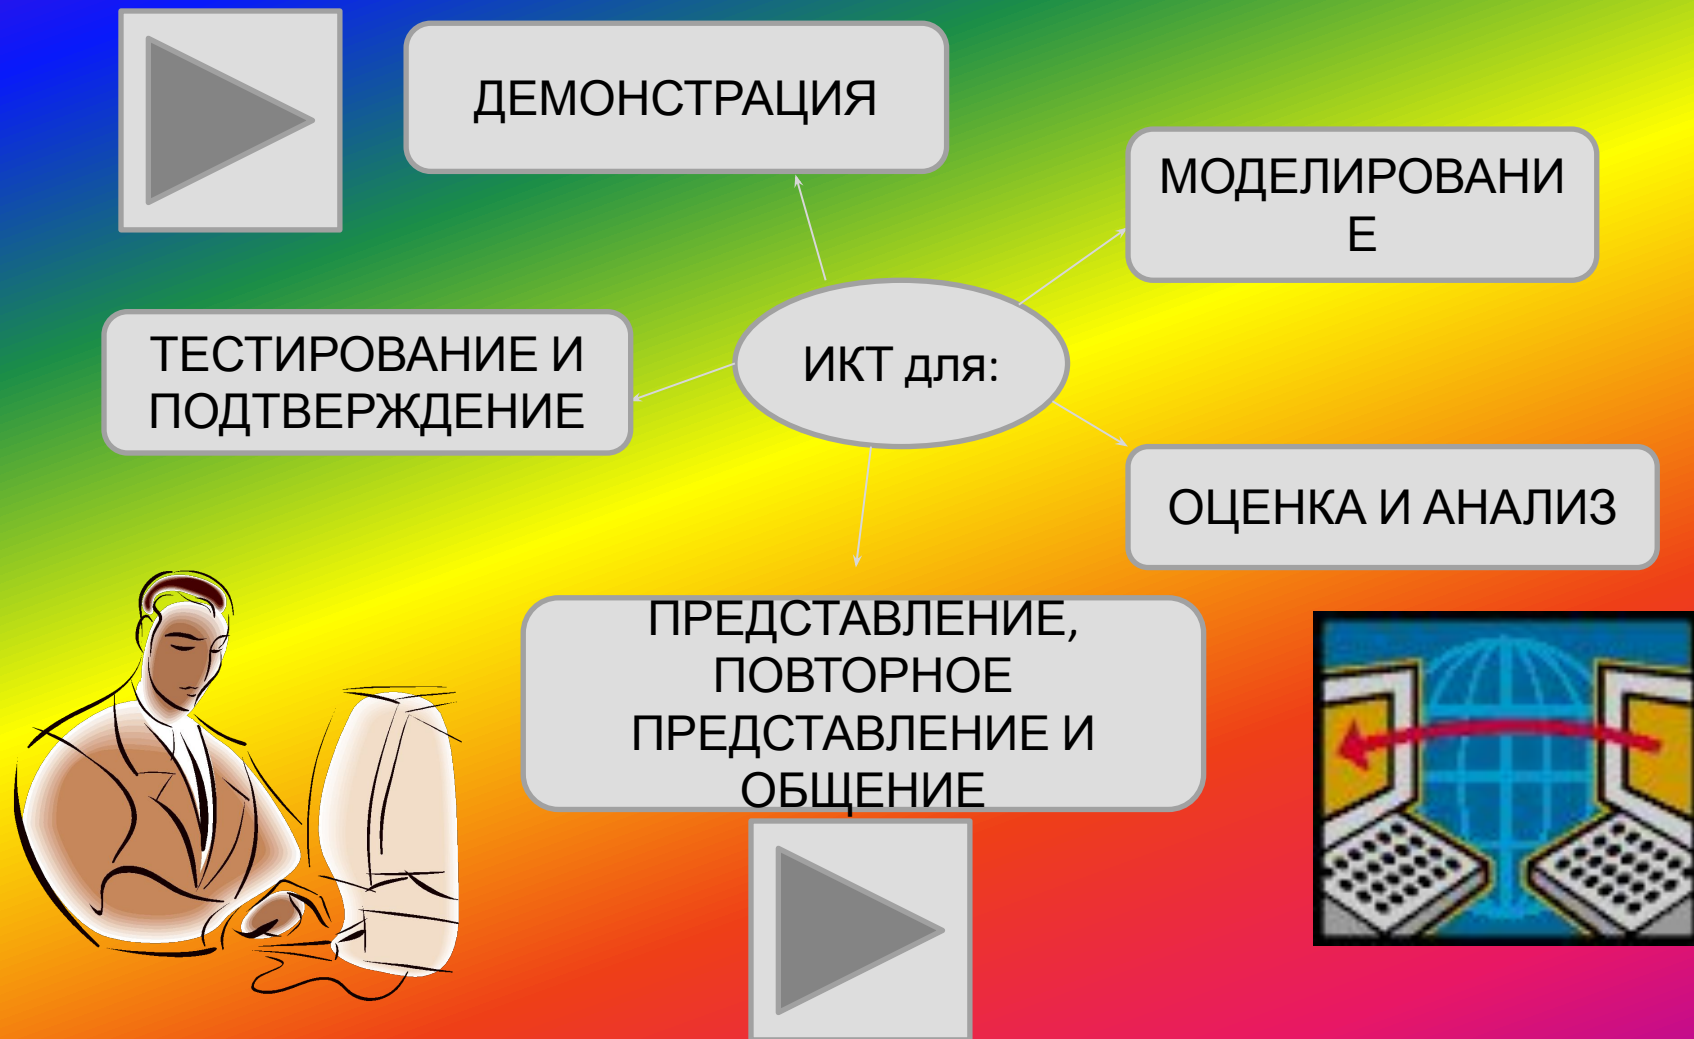 ДЕМОНСТРАЦИЯ
МОДЕЛИРОВАНИ
Е
ТЕСТИРОВАНИЕ И
ПОДТВЕРЖДЕНИЕ
ИКТ для:
ОЦЕНКА И АНАЛИЗ
ПРЕДСТАВЛЕНИЕ,
ПОВТОРНОЕ
ПРЕДСТАВЛЕНИЕ И
ОБЩЕНИЕ